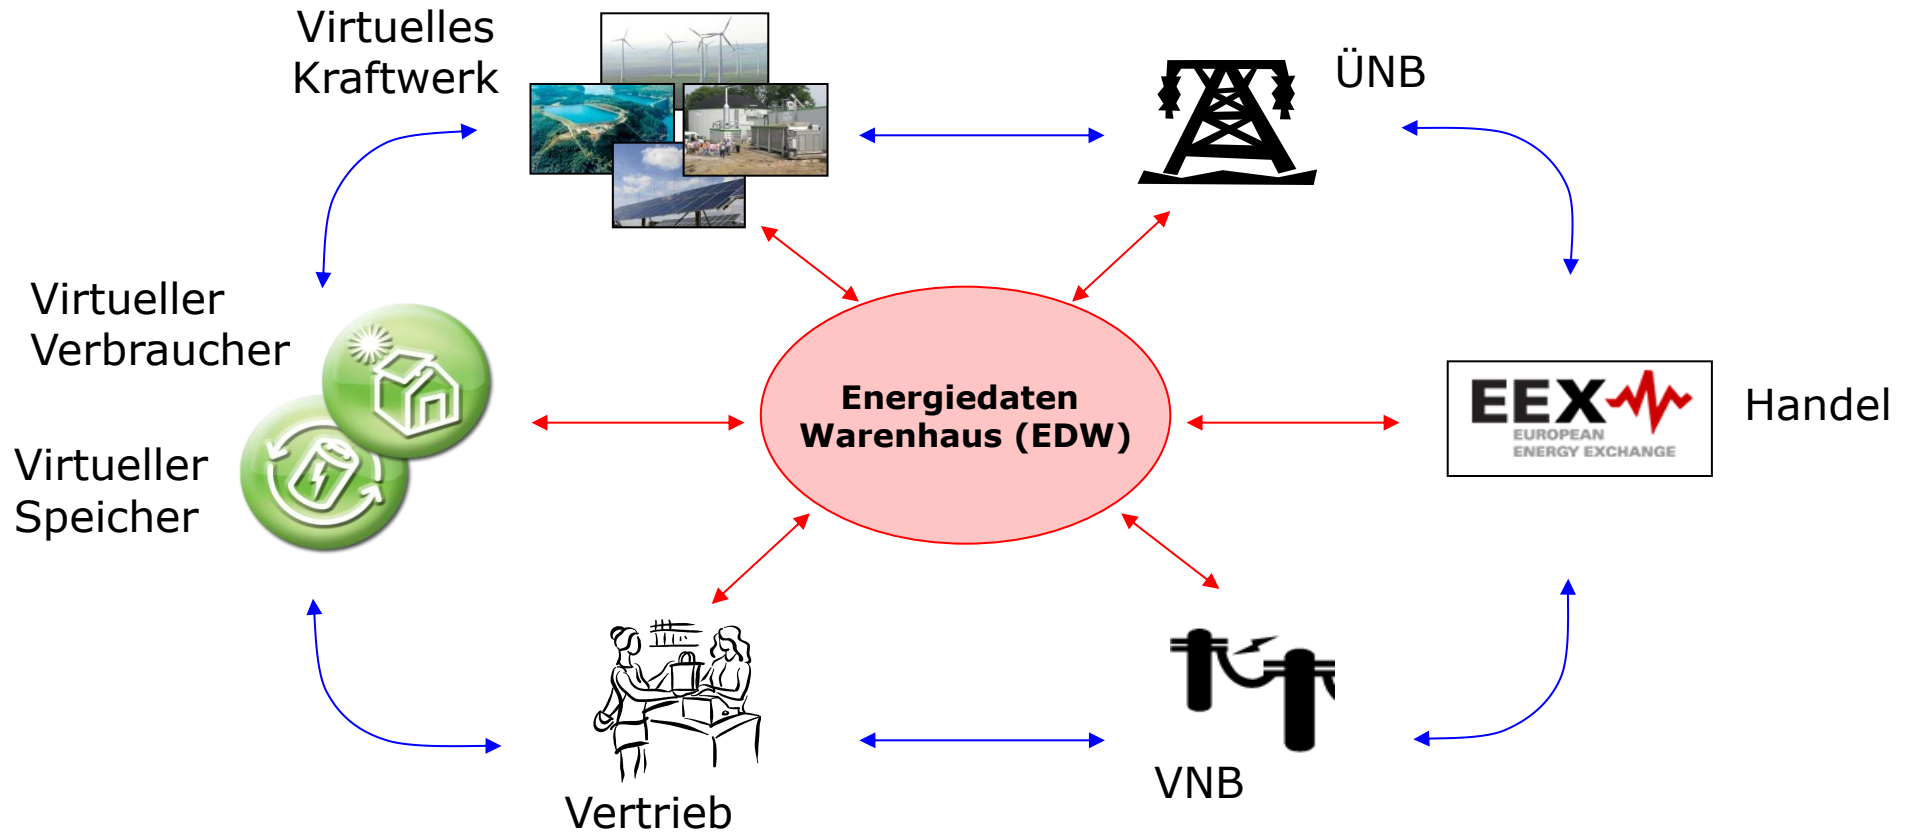 Virtuelles
Kraftwerk
ÜNB
Virtueller
Verbraucher
Energiedaten
Warenhaus (EDW)
EEX
EUROPEAN
ENERGY EXCHANGE
Handel
Virtueller
Speicher
VNB
Vertrieb